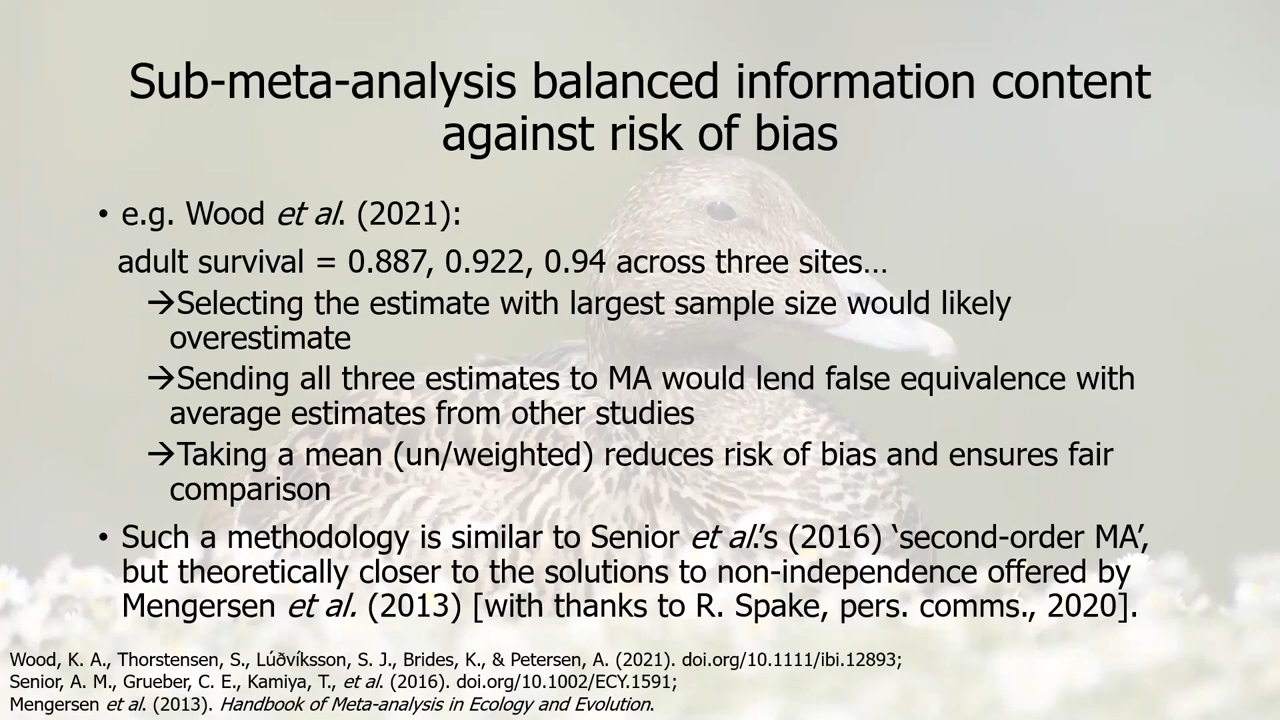 Sub-meta-analysis balanced information content
against risk of bias
• e.g. Wood et al. (2021):
adult survival = 0.887, 0.922, 0.94 across three sites…
→Selecting the estimate with largest sample size would likely
overestimate
→Sending all three estimates to MA would lend false equivalence with
average estimates from other studies
→Taking a mean (un/weighted) reduces risk of bias and ensures fair
comparison
• Such a methodology is similar to Senior et al.’s (2016) ‘second-order MA’,
but theoretically closer to the solutions to non-independence offered by
Mengersen et al. (2013) [with thanks to R. Spake, pers. comms., 2020].
Wood, K. A., Thorstensen, S., Lúðvíksson, S. J., Brides, K., & Petersen, A. (2021). doi.org/10.1111/ibi.12893;
Senior, A. M., Grueber, C. E., Kamiya, T., et al. (2016). doi.org/10.1002/ECY.1591;
Mengersen et al. (2013). Handbook of Meta-analysis in Ecology and Evolution.